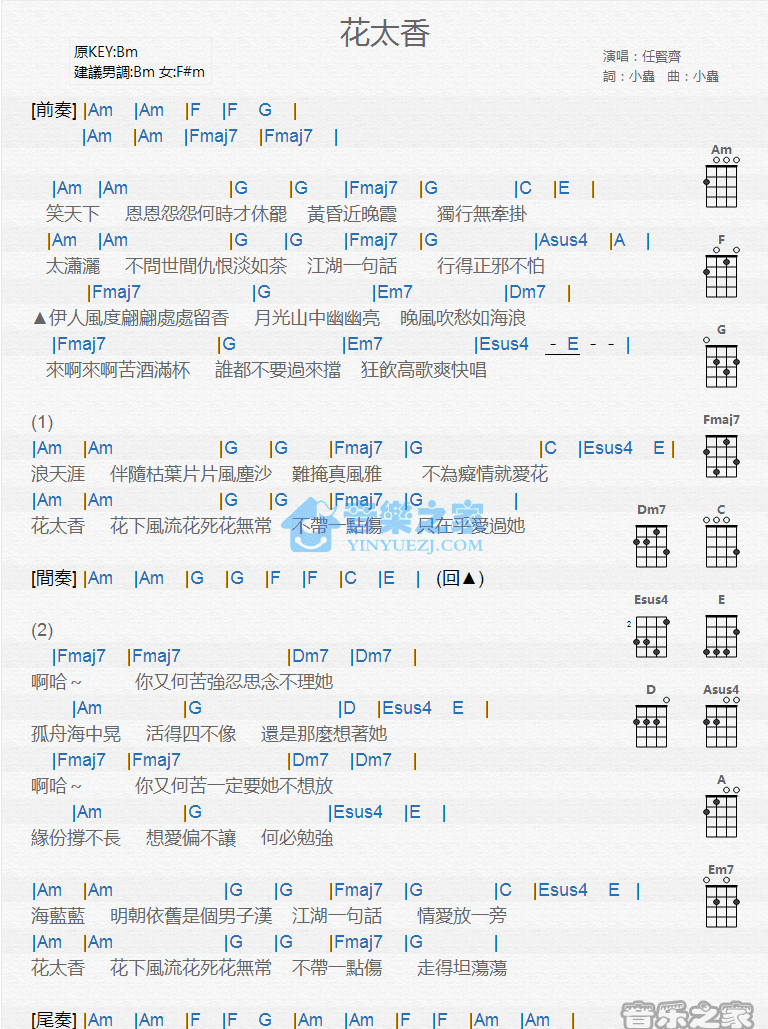 花太香
原KEY:Bm
建議男調:Bm 女:F#m
演唱：任賢齊
詞：小蟲 曲：小蟲
[前奏] |Am |Am |F |F G |
|Am |Am |Fmaj7 |Fmaj7 |
|Am |Am |G |G |Fmaj7 |G |C |E |
笑天下 恩恩怨怨何時才休罷 黃昏近晚霞 獨行無牽掛
|Am |Am |G |G |Fmaj7 |G |Asus4 |A |
太瀟灑 不問世間仇恨淡如茶 江湖一句話 行得正邪不怕
|Fmaj7 |G |Em7 |Dm7 |
▲伊人風度翩翩處處留香 月光山中幽幽亮 晚風吹愁如海浪
|Fmaj7 |G |Em7 |Esus4 - E - - |
來啊來啊苦酒滿杯 誰都不要過來擋 狂飲高歌爽快唱
(1)
|Am |Am |G |G |Fmaj7 |G |C |Esus4 E |
浪天涯 伴隨枯葉片片風塵沙 難掩真風雅 不為癡情就愛花
|Am |Am |G |G |Fmaj7 |G |
花太香 花下風流花死花無常 不帶一點傷 只在乎愛過她
[間奏] |Am |Am |G |G |F |F |C |E | (回▲)
(2)
|Fmaj7 |Fmaj7 |Dm7 |Dm7 |
啊哈～ 你又何苦強忍思念不理她
|Am |G |D |Esus4 E |
孤舟海中晃 活得四不像 還是那麼想著她
|Fmaj7 |Fmaj7 |Dm7 |Dm7 |
啊哈～ 你又何苦一定要她不想放
|Am |G |Esus4 |E |
緣份撐不長 想愛偏不讓 何必勉強
|Am |Am |G |G |Fmaj7 |G |C |Esus4 E |
海藍藍 明朝依舊是個男子漢 江湖一句話 情愛放一旁
|Am |Am |G |G |Fmaj7 |G |
花太香 花下風流花死花無常 不帶一點傷 走得坦蕩蕩
[尾奏] |Am |Am |F |F G |Am |Am |F |F |Am |Am |
Am
F
G
Fmaj7
Dm7 C
Esus4 E
2
D Asus4
A
Em7
音樂之家
YINYUEZJ.COM
音乐之家